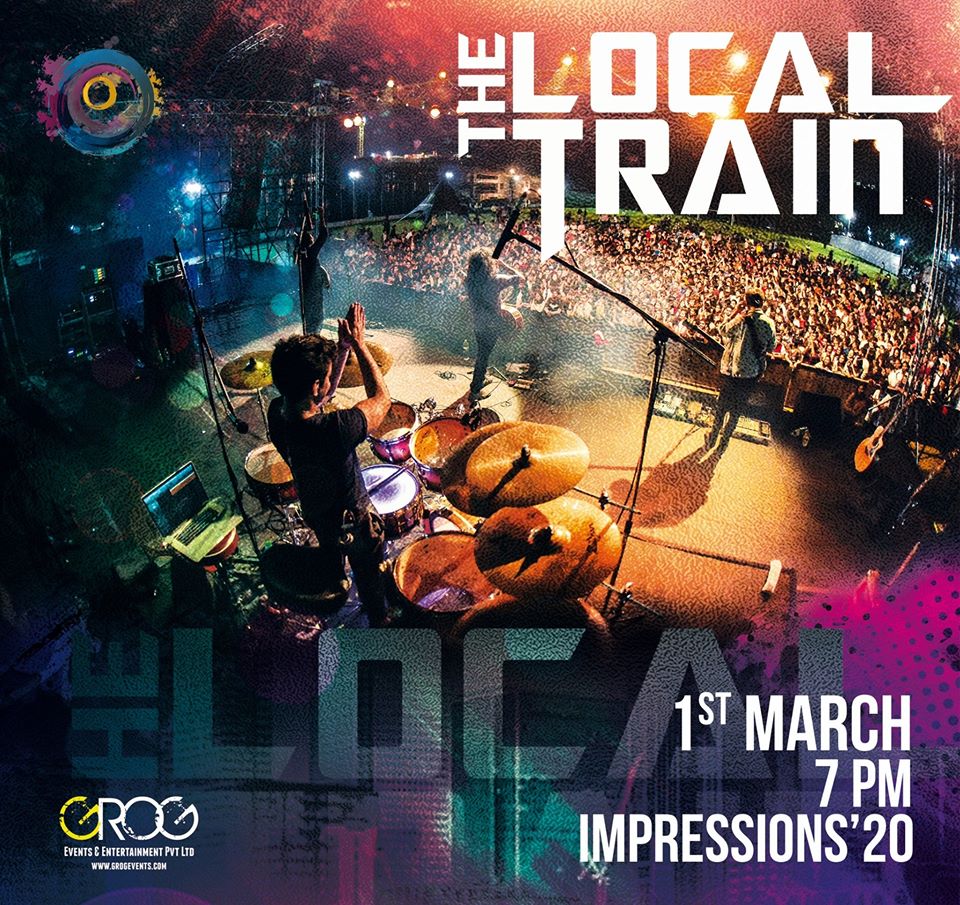 THE LOCAL
TRAIN
THE LOCAL
1ST MARCH
7 PM
IMPRESSIONS'20
GROG
EVENTS & ENTERTAINMENT PVT LTD
WWW.GROGEVENTS.COM